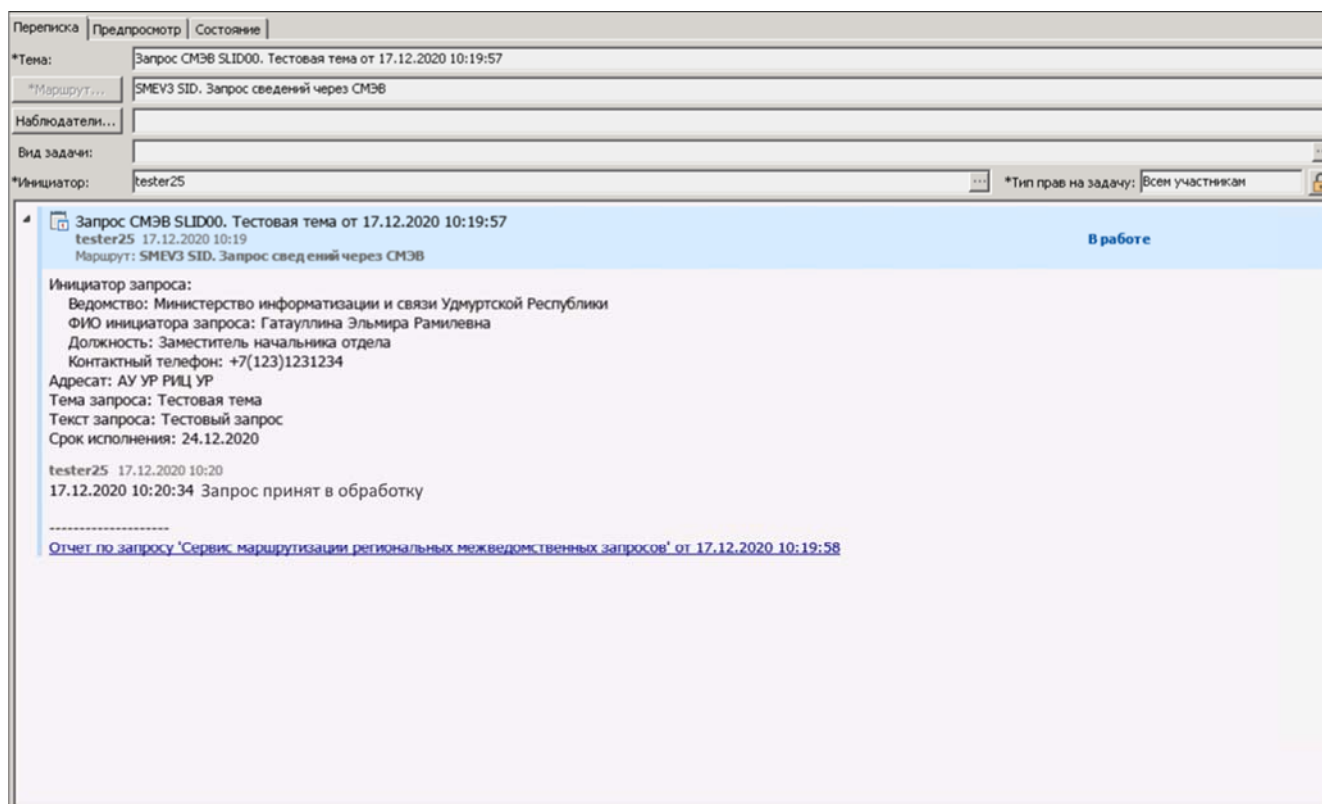 Переписка Предпросмотр Состояние
*Тема: Запрос СМЭВ SLID00. Тестовая тема от 17.12.2020 10:19:57
*Маршрут... SMEV3 SID. Запрос сведений через СМЭВ
Наблюдатели...
Вид задачи: ...
*Инициатор: tester25 ... *Тип прав на задачу: Всем участникам
Запрос СМЭВ SLID00. Тестовая тема от 17.12.2020 10:19:57
tester25 17.12.2020 10:19 В работе
Маршрут: SMEV3 SID. Запрос сведений через СМЭВ
Инициатор запроса:
Ведомство: Министерство информатизации и связи Удмуртской Республики
ФИО инициатора запроса: Гатауллина Эльмира Рамилевна
Должность: Заместитель начальника отдела
Контактный телефон: +7(123)1231234
Адресат: АУ УР РИЦ УР
Тема запроса: Тестовая тема
Текст запроса: Тестовый запрос
Срок исполнения: 24.12.2020
tester25 17.12.2020 10:20
17.12.2020 10:20:34 Запрос принят в обработку
--------------------
Отчет по запросу 'Сервис маршрутизации региональных межведомственных запросов' от 17.12.2020 10:19:58